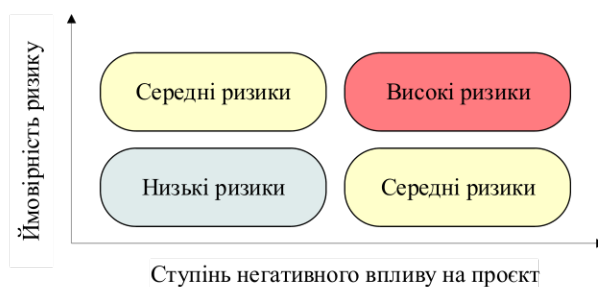 Ймовірність ризику
Середні ризики
Високі ризики
Низькі ризики
Середні ризики
Ступінь негативного впливу на проєкт